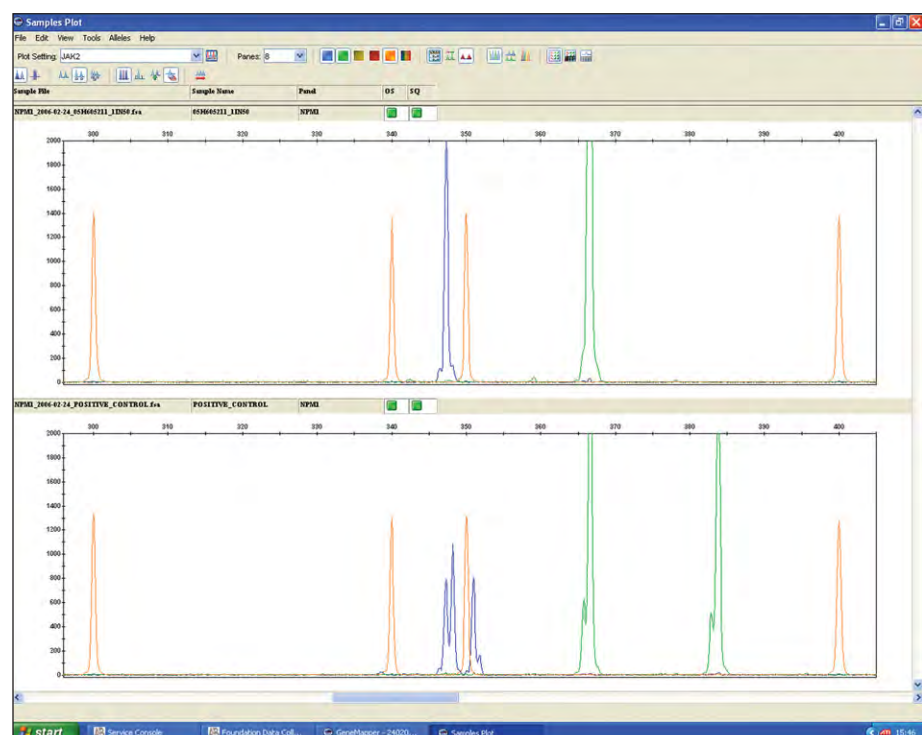 Samples Plot
File Edit View Tools Alleles Help
Plot Setting: JAK2 Panes: 8
Sample File Sample Name Panel OS SQ
NPM1_2006-02-24_05H605211_1IN50.fsa 05H605211_1IN50 NPM1
300 310 320 330 340 350 360 370 380 390 400
2000
1800
1600
1400
1200
1000
800
600
400
200
0
NPM1_2006-02-24_POSITIVE_CONTROL.fsa POSITIVE_CONTROL NPM1
300 310 320 330 340 350 360 370 380 390 400
2000
1800
1600
1400
1200
1000
800
600
400
200
0
start Service Console Foundation Data Coll... GeneMapper - 24020... Samples Plot 15:46